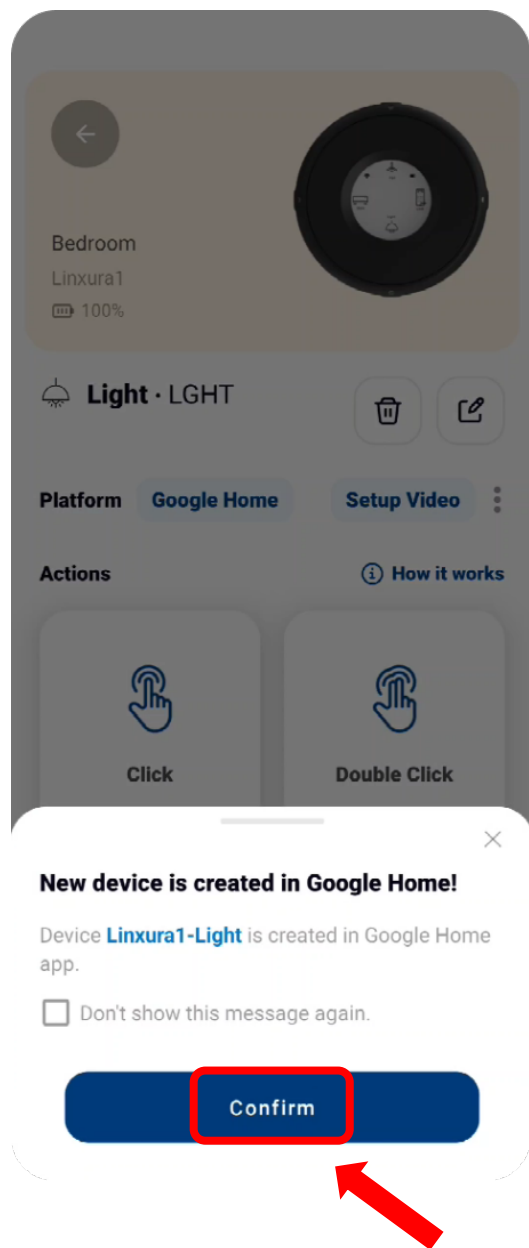 Bedroom
Linxura1
100%
Light · LGHT
Platform Google Home Setup Video
Actions How it works
Click Double Click
New device is created in Google Home!
Device Linxura1-Light is created in Google Home
app.
Don't show this message again.
Confirm